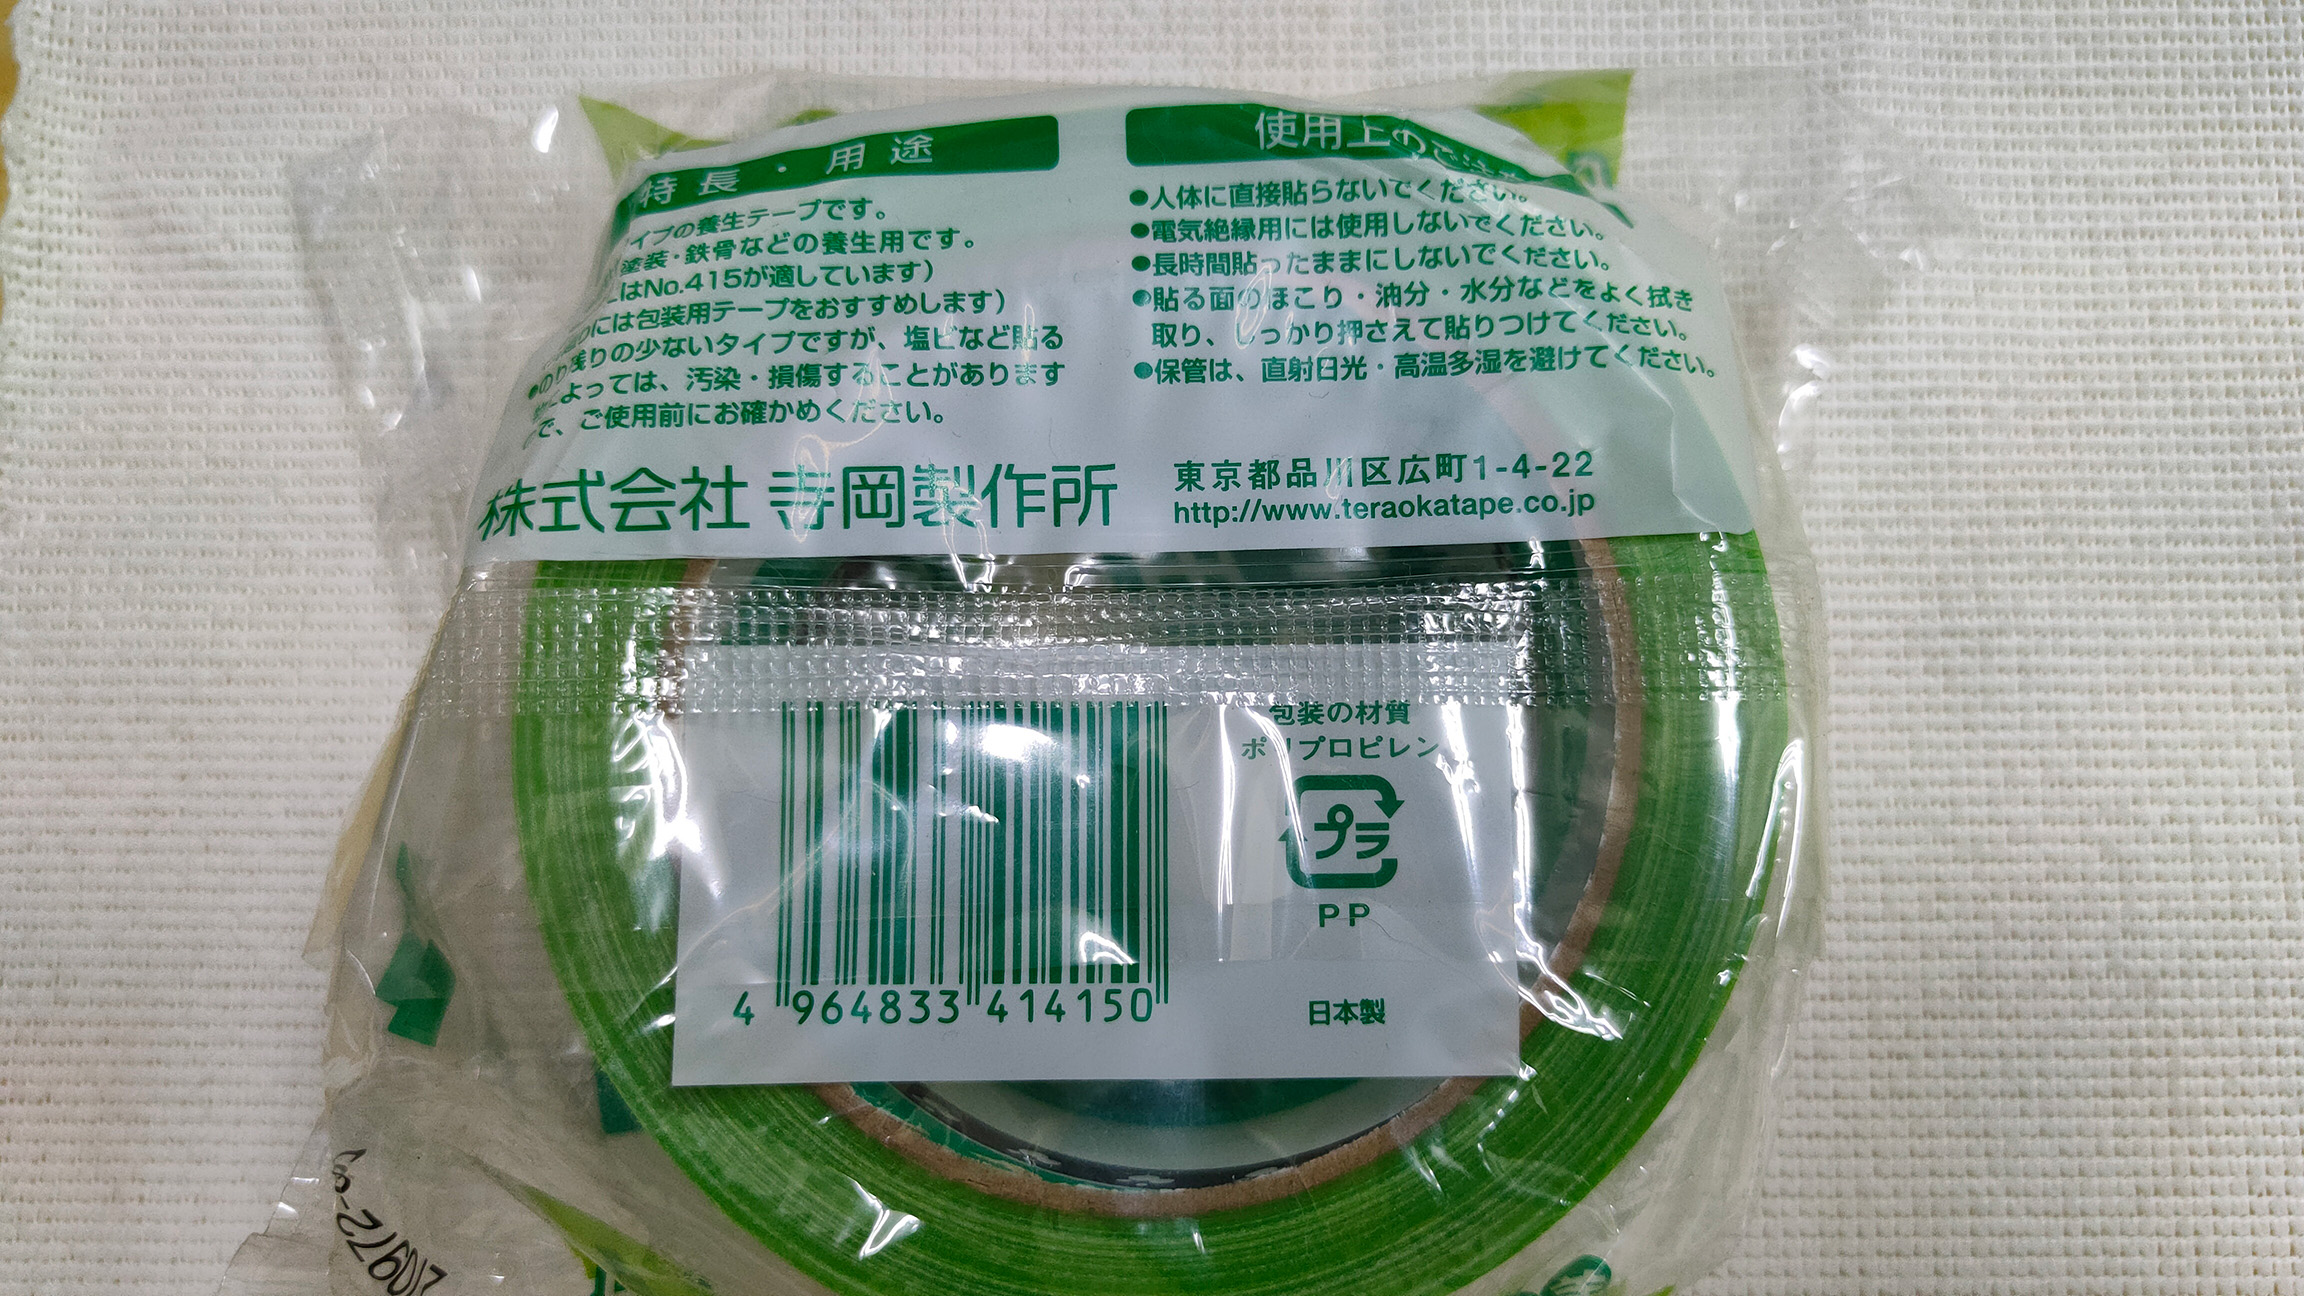 特長・用途
イプの養生テープです。
塗装・鉄骨などの養生用です。
はNo.415が適しています)
には包装用テープをおすすめします)
●のり残りの少ないタイプですが、塩ビなど貼る
によっては、汚染・損傷することがあります
で、ご使用前にお確かめください。
使用上のご注意
●人体に直接貼らないでください。
●電気絶縁用には使用しないでください。
●長時間貼ったままにしないでください。
●貼る面のほこり・油分・水分などをよく拭き
取り、しっかり押さえて貼りつけてください。
●保管は、直射日光・高温多湿を避けてください。
株式会社 寺岡製作所
東京都品川区広町1-4-22
http://www.teraokatape.co.jp
包装の材質
ポリプロピレン
プラ
PP
4 964833 414150
日本製